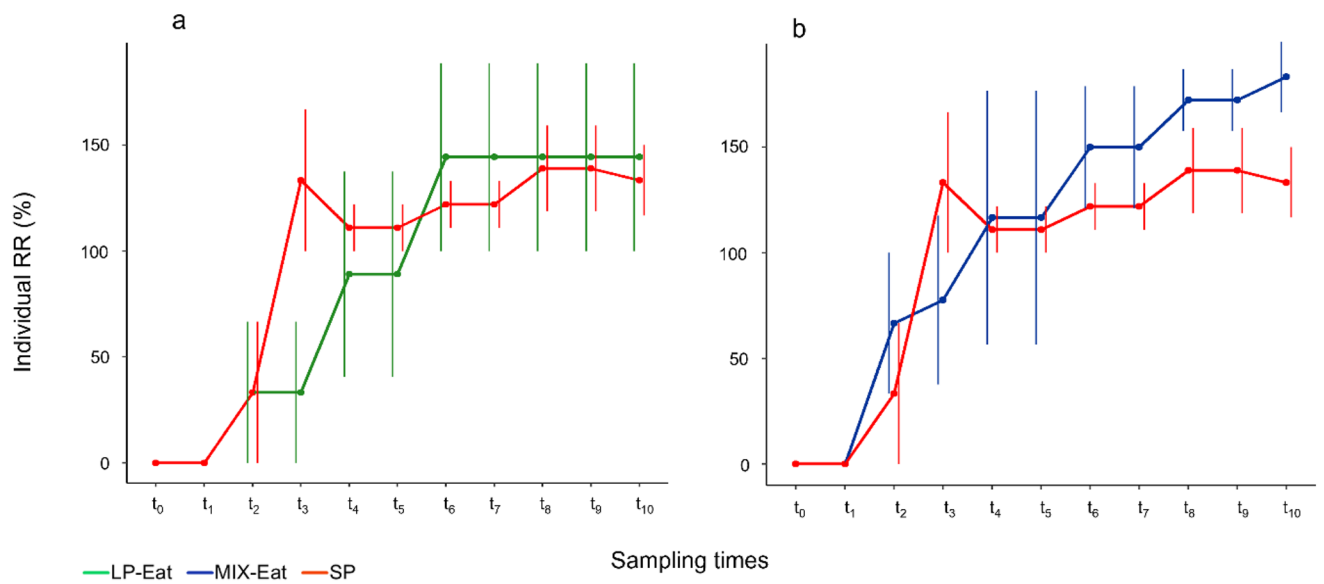 a
b
Individual RR (%)
150
100
50
0
150
100
50
0
t0 t1 t2 t3 t4 t5 t6 t7 t8 t9 t10
t0 t1 t2 t3 t4 t5 t6 t7 t8 t9 t10
Sampling times
LP-Eat MIX-Eat SP